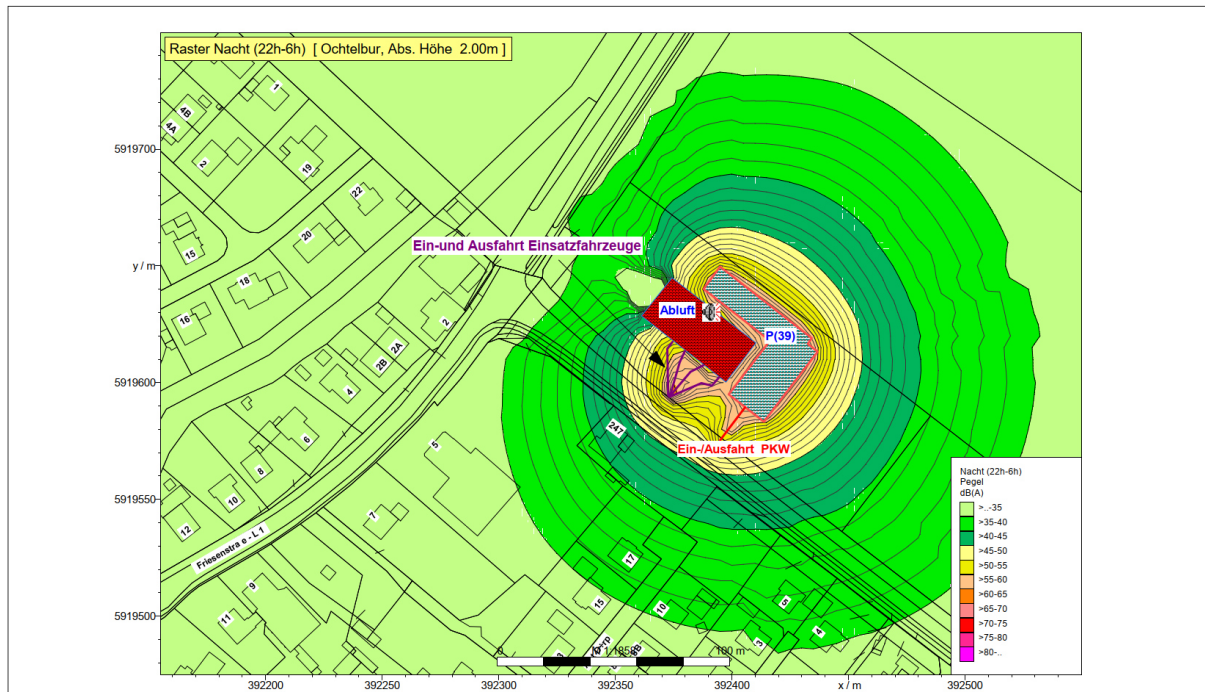 Raster Nacht (22h-6h) [ Ochtelbur, Abs. Höhe 2.00m ]
1
4B
4A
2
19
5919700
22
20
Ein-und Ausfahrt Einsatzfahrzeuge
15
y / m
18
Abluft
16
2
P(39)
2A
2B
5919600
4
247
6
5
Ein-/Ausfahrt PKW
8
10
5919550
12
7
Friesenstra e - L 1
17
9
15
10
5
11
3
4
5919500
0
M 1:1858
100 m
392200
392250
392300
392350
392400
x / m
392500
Nacht (22h-6h)
Pegel
dB(A)
>..-35
>35-40
>40-45
>45-50
>50-55
>55-60
>60-65
>65-70
>70-75
>75-80
>80-..